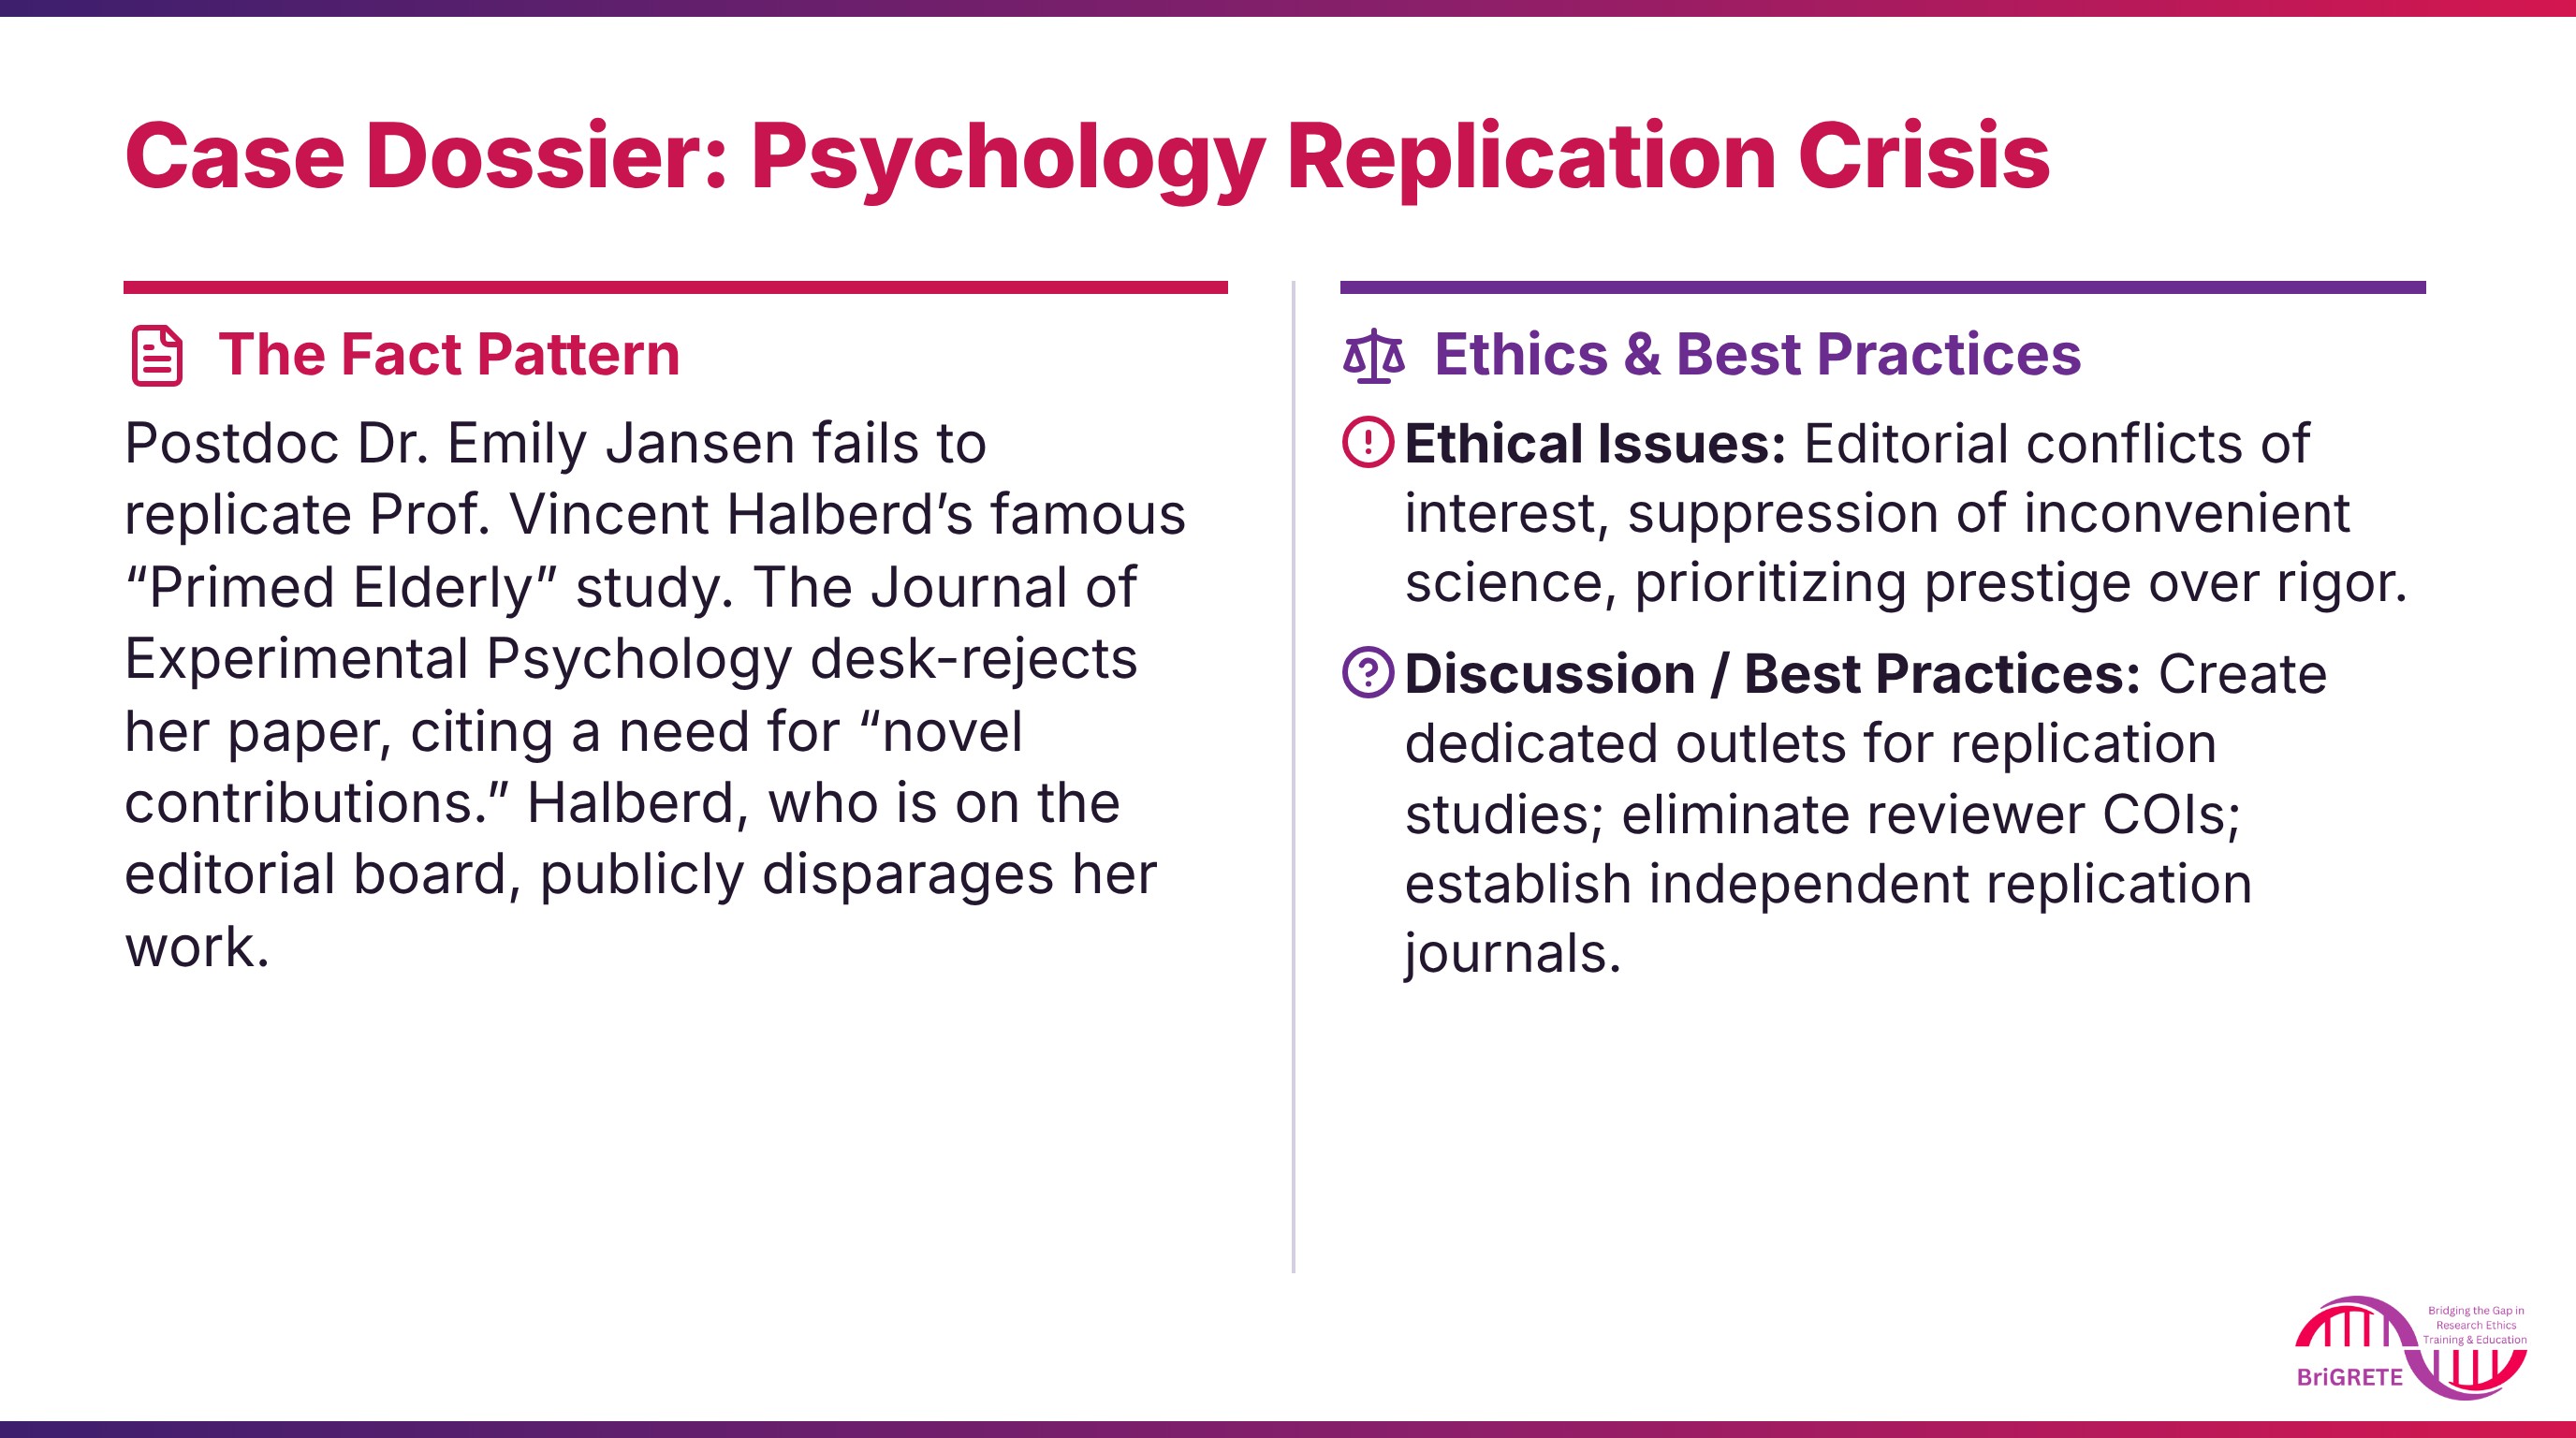 Case Dossier: Psychology Replication Crisis
The Fact Pattern
Postdoc Dr. Emily Jansen fails to
replicate Prof. Vincent Halberd’s famous
“Primed Elderly” study. The Journal of
Experimental Psychology desk-rejects
her paper, citing a need for “novel
contributions.” Halberd, who is on the
editorial board, publicly disparages her
work.
Ethics & Best Practices
Ethical Issues: Editorial conflicts of
interest, suppression of inconvenient
science, prioritizing prestige over rigor.
Discussion / Best Practices: Create
dedicated outlets for replication
studies; eliminate reviewer COIs;
establish independent replication
journals.
Bridging the Gap in
Research Ethics
Training & Education
BriGRETE